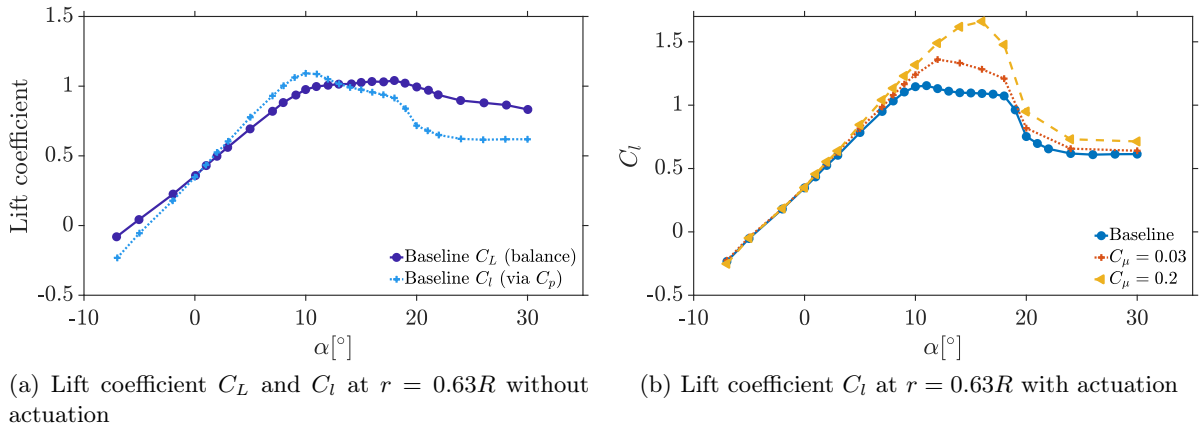 1.5
1
0.5
0
-0.5
-10
0
10
20
30
Lift coefficient
α[°]
Baseline C_L (balance)
Baseline C_l (via C_p)
1.5
1
0.5
0
-0.5
-10
0
10
20
30
C_l
α[°]
Baseline
C_μ = 0.03
C_μ = 0.2
(a) Lift coefficient C_L and C_l at r = 0.63R without
actuation
(b) Lift coefficient C_l at r = 0.63R with actuation